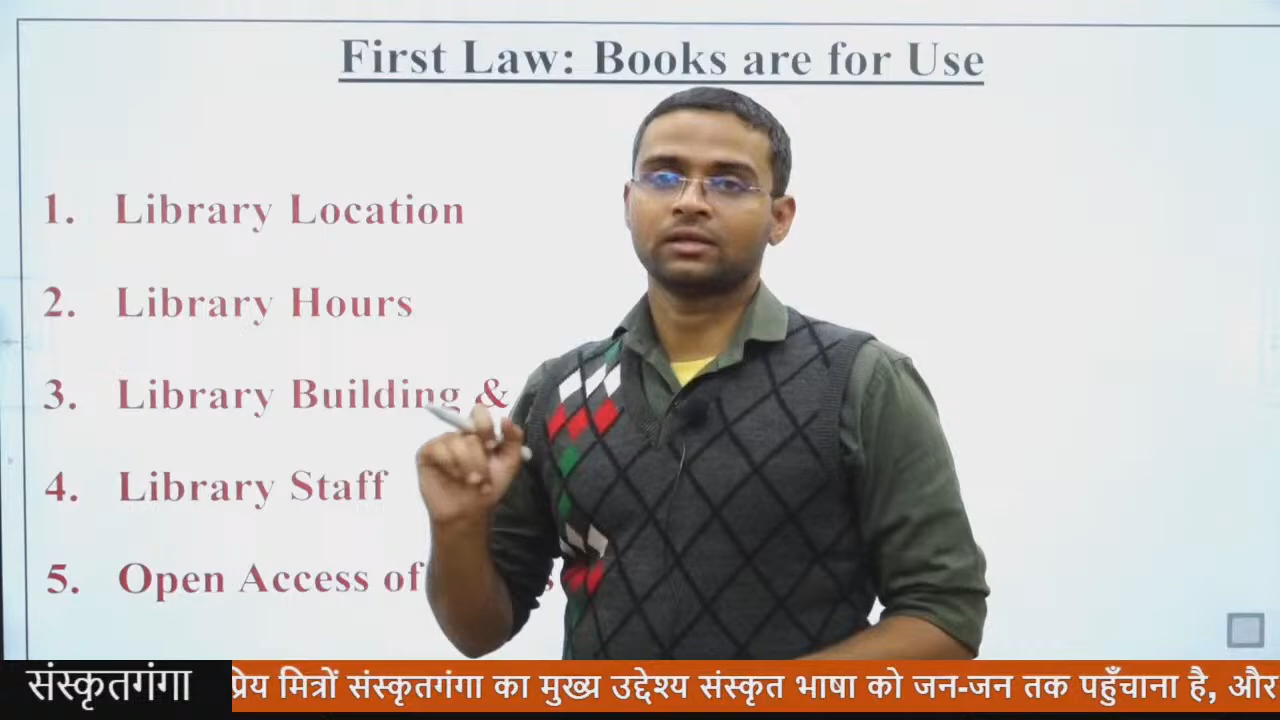 First Law: Books are for Use
1. Library Location
2. Library Hours
3. Library Building &
4. Library Staff
5. Open Access of
संस्कृतगंगा
प्रिय मित्रों संस्कृतगंगा का मुख्य उद्देश्य संस्कृत भाषा को जन-जन तक पहुँचाना है, और